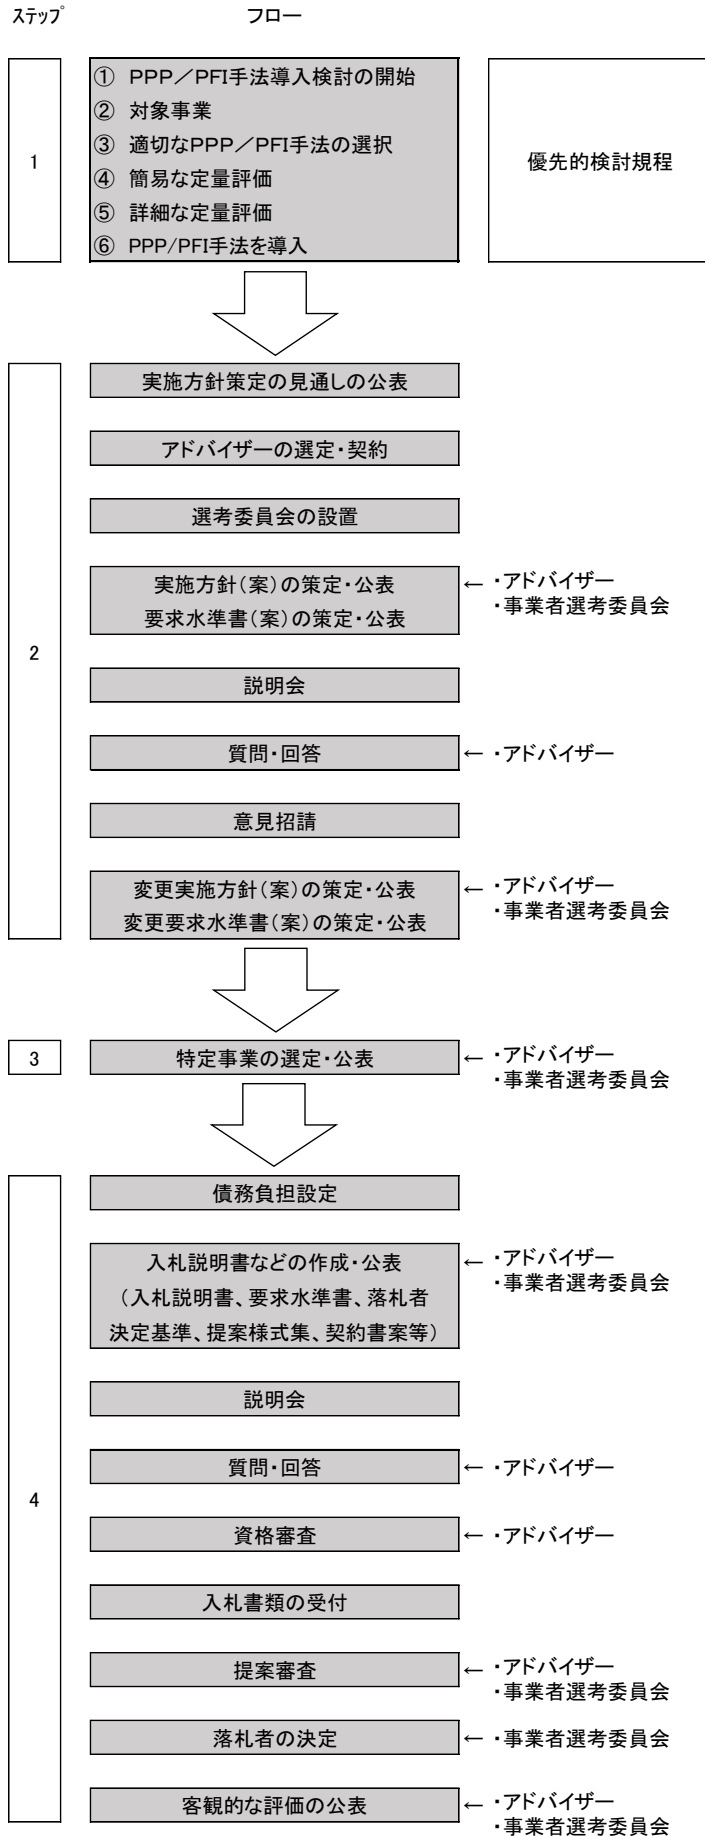 ステップ フロー
① PPP／PFI手法導入検討の開始
② 対象事業
③ 適切なPPP／PFI手法の選択
1
優先的検討規程
④ 簡易な定量評価
⑤ 詳細な定量評価
⑥ PPP/PFI手法を導入
実施方針策定の見通しの公表
アドバイザーの選定・契約
選考委員会の設置
実施方針（案）の策定・公表
要求水準書（案）の策定・公表
← ・アドバイザー
・事業者選考委員会
2
説明会
質問・回答
← ・アドバイザー
意見招請
変更実施方針（案）の策定・公表
変更要求水準書（案）の策定・公表
← ・アドバイザー
・事業者選考委員会
3
特定事業の選定・公表
← ・アドバイザー
・事業者選考委員会
債務負担設定
入札説明書などの作成・公表
（入札説明書、要求水準書、落札者
決定基準、提案様式集、契約書案等）
← ・アドバイザー
・事業者選考委員会
説明会
質問・回答
← ・アドバイザー
4
資格審査
← ・アドバイザー
入札書類の受付
提案審査
← ・アドバイザー
・事業者選考委員会
落札者の決定
← ・事業者選考委員会
客観的な評価の公表
← ・アドバイザー
・事業者選考委員会